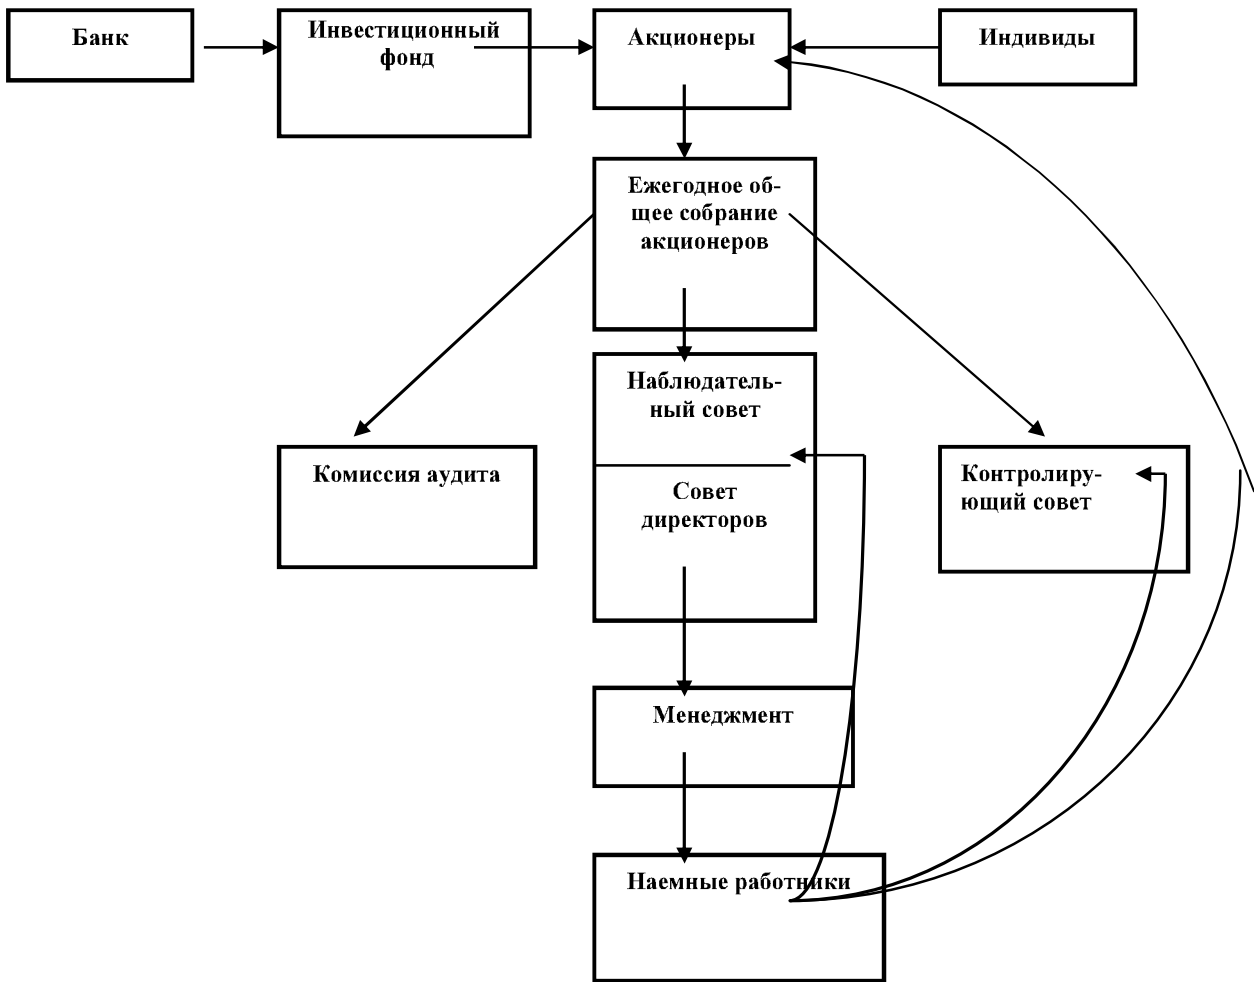 Банк
Инвестиционный
фонд
Акционеры
Индивиды
Ежегодное об-
щее собрание
акционеров
Наблюдатель-
ный совет
Комиссия аудита
Совет
директоров
Контролиру-
ющий совет
Менеджмент
Наемные работники